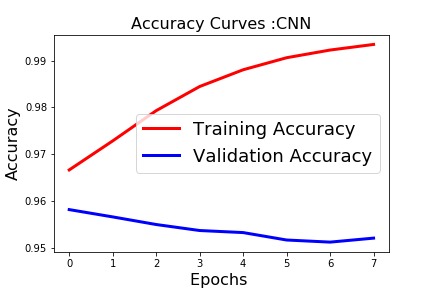 Accuracy Curves :CNN
0.99
0.98
0.97
0.96
0.95
Accuracy
Training Accuracy
Validation Accuracy
0 1 2 3 4 5 6 7
Epochs